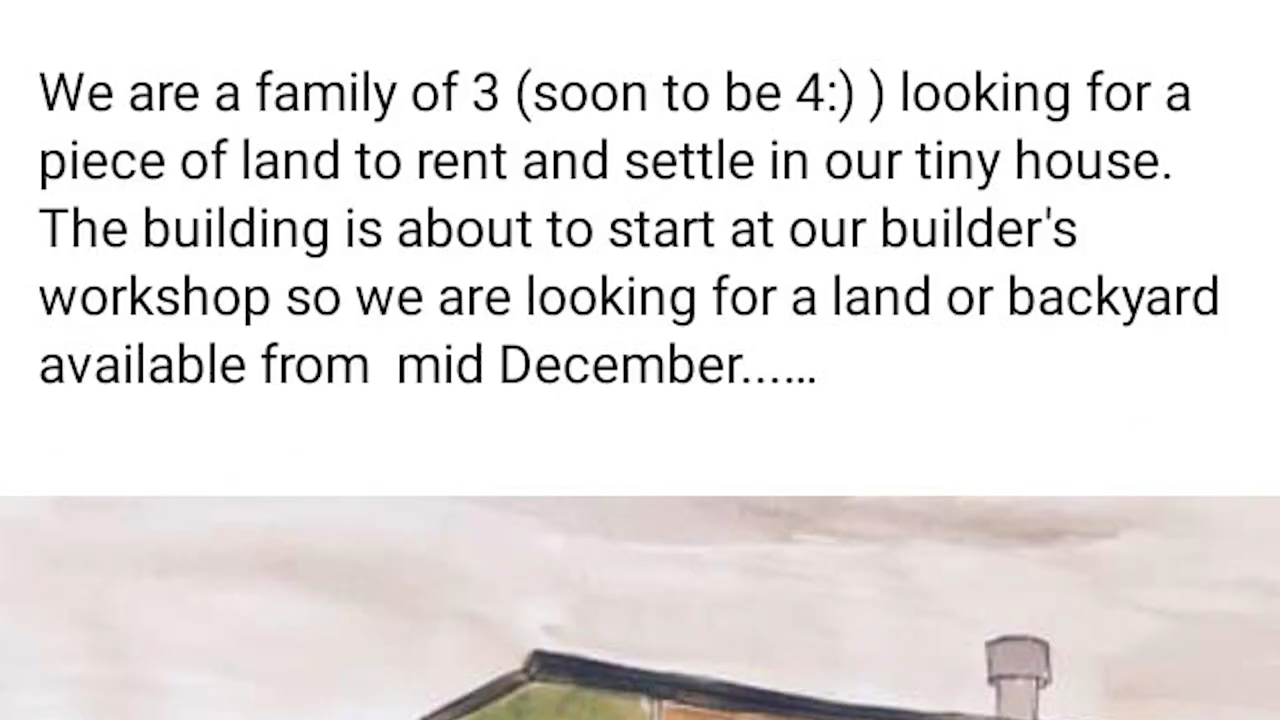 We are a family of 3 (soon to be 4:) ) looking for a
piece of land to rent and settle in our tiny house.
The building is about to start at our builder's
workshop so we are looking for a land or backyard
available from  mid December......